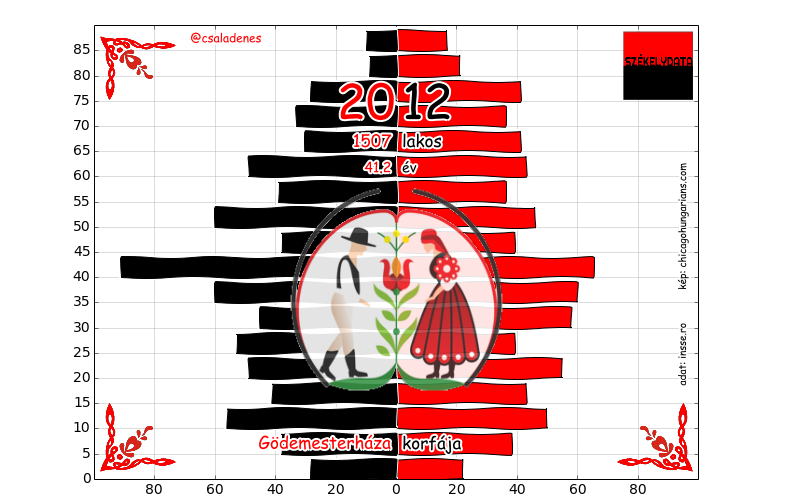 @csaladenes
SZÉKELYDATA
2012
1507 lakos
41,2 év
kép: chicagohungarians.com
adat: insse.ro
Gödemesterháza korfája
85
80
75
70
65
60
55
50
45
40
35
30
25
20
15
10
5
0
80 60 40 20 0 20 40 60 80